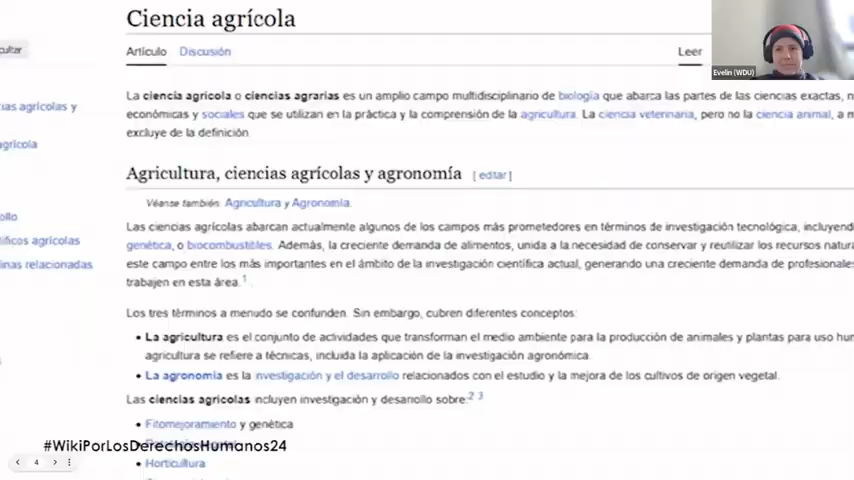 Ciencia agrícola
Artículo Discusión Leer
Evelin (WDU)
ultar
ias agrícolas y
grícola
ollo
tíficos agrícolas
inas relacionadas
La ciencia agrícola o ciencias agrarias es un amplio campo multidisciplinario de biología que abarca las partes de las ciencias exactas, n
económicas y sociales que se utilizan en la práctica y la comprensión de la agricultura. La ciencia veterinaria, pero no la ciencia animal, a m
excluye de la definición
Agricultura, ciencias agrícolas y agronomía [ editar ]
Véanse también: Agricultura y Agronomía.
Las ciencias agrícolas abarcan actualmente algunos de los campos más prometedores en términos de investigación tecnológica, incluyend
genética, o biocombustibles. Además, la creciente demanda de alimentos, unida a la necesidad de conservar y reutilizar los recursos natura
este campo entre los más importantes en el ámbito de la investigación científica actual, generando una creciente demanda de profesionale
trabajen en esta área.1
Los tres términos a menudo se confunden. Sin embargo, cubren diferentes conceptos:
• La agricultura es el conjunto de actividades que transforman el medio ambiente para la producción de animales y plantas para uso hum
agricultura se refiere a técnicas, incluida la aplicación de la investigación agronómica.
• La agronomía es la investigación y el desarrollo relacionados con el estudio y la mejora de los cultivos de origen vegetal.
Las ciencias agrícolas incluyen investigación y desarrollo sobre:2 3
• Fitomejoramiento y genética
#WikiPorLosDerechosHumanos24
• Horticultura
4